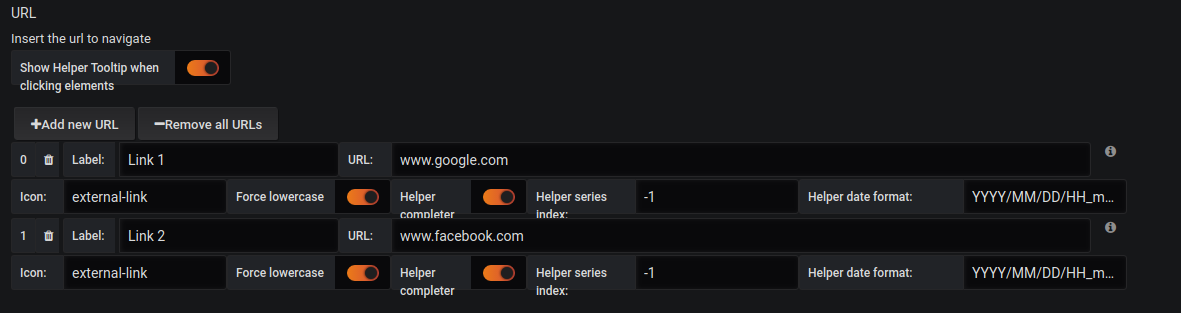 URL
Insert the url to navigate
Show Helper Tooltip when
clicking elements
+Add new URL −Remove all URLs
0 Label: Link 1 URL: www.google.com
Icon: external-link Force lowercase Helper completer Helper series index: -1 Helper date format: YYYY/MM/DD/HH_m...
1 Label: Link 2 URL: www.facebook.com
Icon: external-link Force lowercase Helper completer Helper series index: -1 Helper date format: YYYY/MM/DD/HH_m...